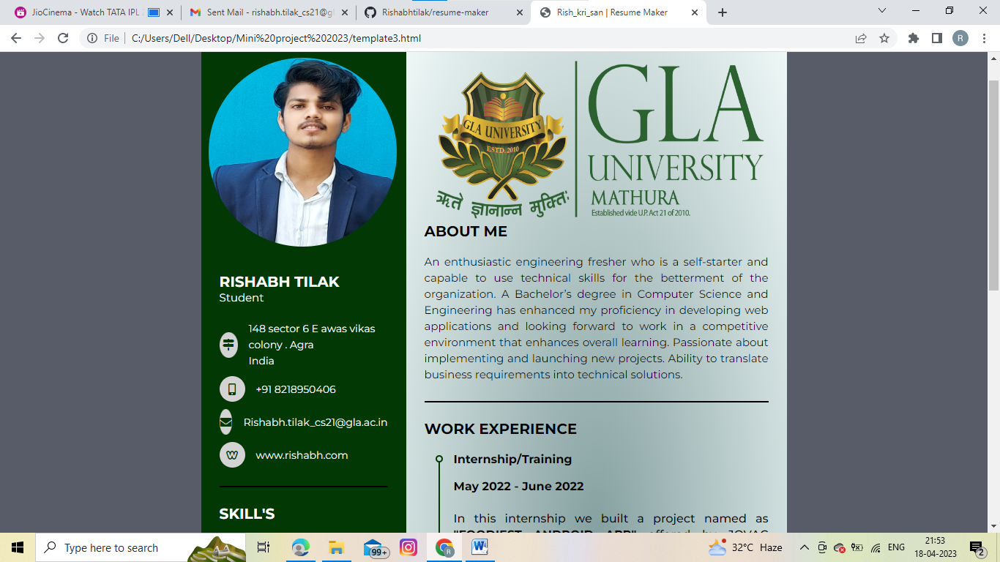 JioCinema - Watch TATA IPL
Sent Mail - rishabh.tilak_cs21@gl
Rishabhtilak/resume-maker
Rish_kri_san | Resume Maker
File
C:/Users/Dell/Desktop/Mini%20project%202023/template3.html
R
GLA UNIVERSITY
ESTD. 2010
ऋते ज्ञानान्न मुक्तिः
GLA
UNIVERSITY
MATHURA
Established vide U.P. Act 21 of 2010.
RISHABH TILAK
Student
148 sector 6 E awas vikas
colony . Agra
India
+91 8218950406
Rishabh.tilak_cs21@gla.ac.in
www.rishabh.com
SKILL'S
ABOUT ME
An enthusiastic engineering fresher who is a self-starter and
capable to use technical skills for the betterment of the
organization. A Bachelor’s degree in Computer Science and
Engineering has enhanced my proficiency in developing web
applications and looking forward to work in a competitive
environment that enhances overall learning. Passionate about
implementing and launching new projects. Ability to translate
business requirements into technical solutions.
WORK EXPERIENCE
Internship/Training
May 2022 - June 2022
In this internship we built a project named as
"FOODIEST ANDROID APP" offered by JOVAC
Type here to search
99+
R
32°C Haze
ENG
21:53
18-04-2023
2